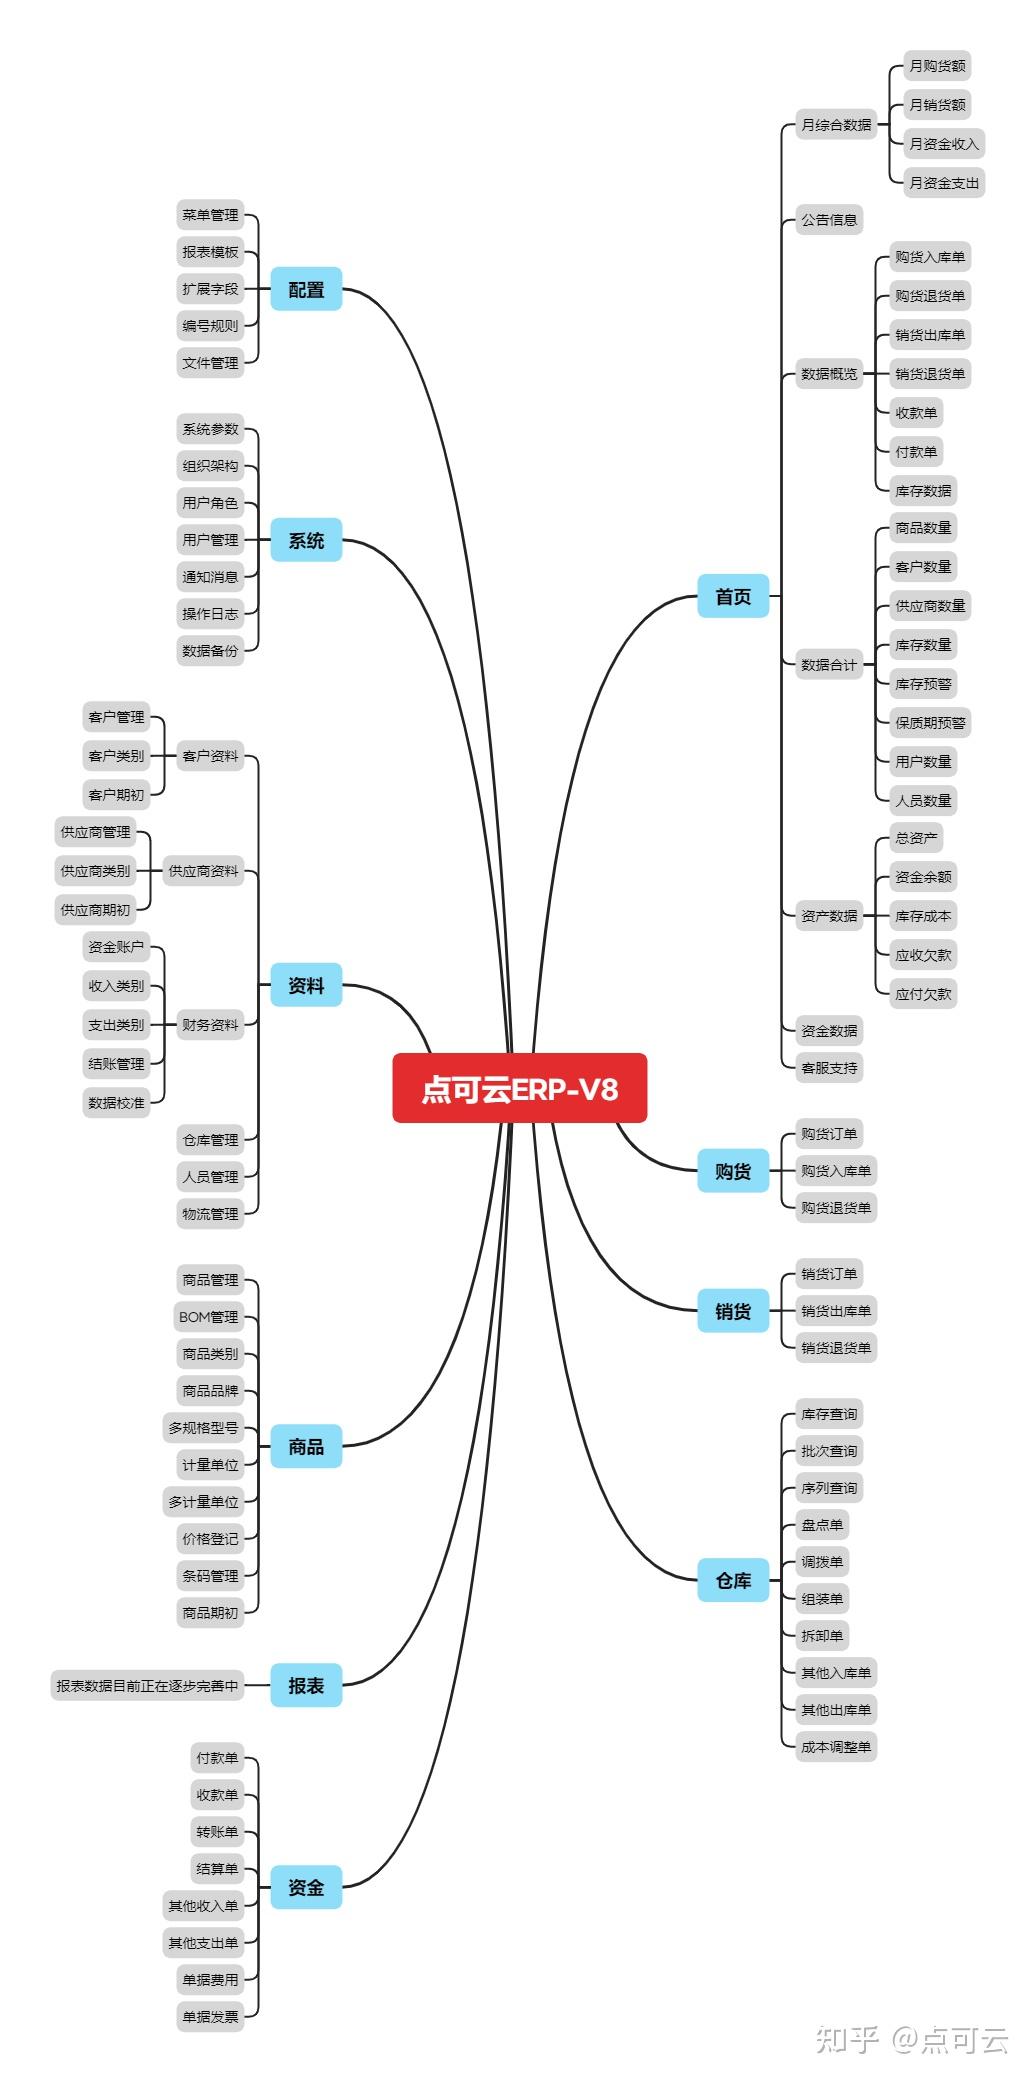 点可云ERP-V8
首页
月综合数据
月购货额
月销货额
月资金收入
月资金支出
公告信息
数据概览
购货入库单
购货退货单
销货出库单
销货退货单
收款单
付款单
库存数据
数据合计
商品数量
客户数量
供应商数量
库存数量
库存预警
保质期预警
用户数量
人员数量
资产数据
总资产
资金余额
库存成本
应收欠款
应付欠款
资金数据
客服支持
购货
购货订单
购货入库单
购货退货单
销货
销货订单
销货出库单
销货退货单
仓库
库存查询
批次查询
序列查询
盘点单
调拨单
组装单
拆卸单
其他入库单
其他出库单
成本调整单
配置
菜单管理
报表模板
扩展字段
编号规则
文件管理
系统
系统参数
组织架构
用户角色
用户管理
通知消息
操作日志
数据备份
资料
客户资料
客户管理
客户类别
客户期初
供应商资料
供应商管理
供应商类别
供应商期初
财务资料
资金账户
收入类别
支出类别
结账管理
数据校准
仓库管理
人员管理
物流管理
商品
商品管理
BOM管理
商品类别
商品品牌
多规格型号
计量单位
多计量单位
价格登记
条码管理
商品期初
报表
报表数据目前正在逐步完善中
资金
付款单
收款单
转账单
结算单
其他收入单
其他支出单
单据费用
单据发票
知乎 @点可云